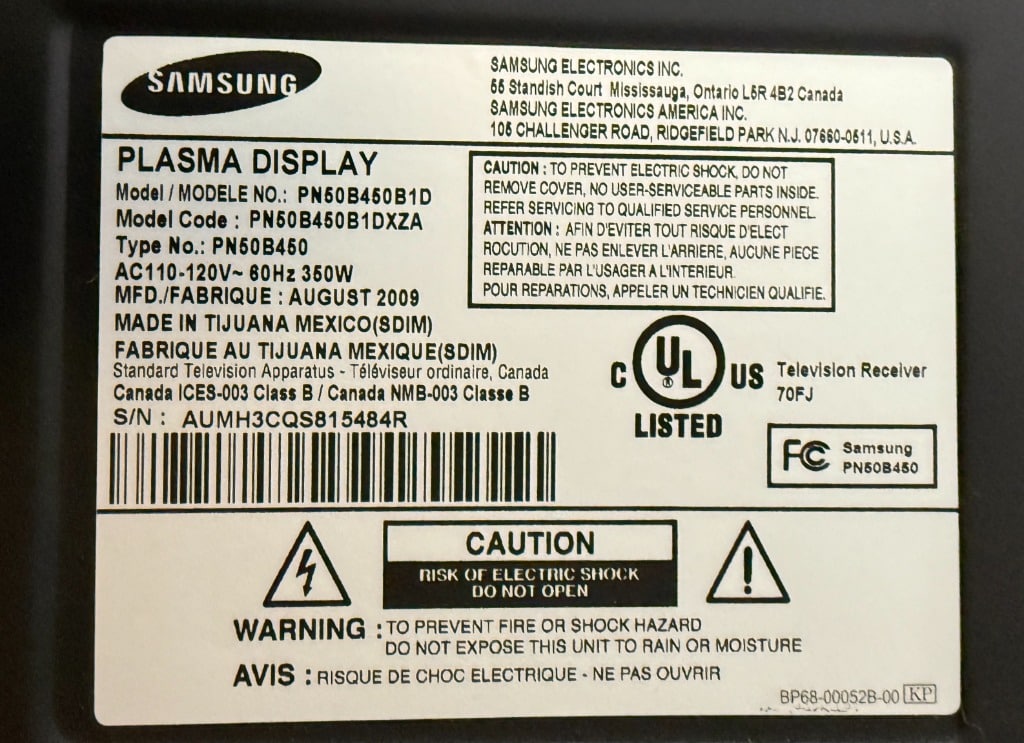 SAMSUNG
SAMSUNG ELECTRONICS INC.
55 Standish Court Mississauga, Ontario L5R 4B2 Canada
SAMSUNG ELECTRONICS AMERICA INC.
105 CHALLENGER ROAD, RIDGEFIELD PARK N.J. 07660-0511, U.S.A.
PLASMA DISPLAY
Model / MODELE NO.: PN50B450B1D
Model Code : PN50B450B1DXZA
Type No.: PN50B450
AC110-120V~ 60Hz 350W
MFD./FABRIQUE : AUGUST 2009
MADE IN TIJUANA MEXICO(SDIM)
FABRIQUE AU TIJUANA MEXIQUE(SDIM)
Standard Television Apparatus - Téléviseur ordinaire, Canada
Canada ICES-003 Class B / Canada NMB-003 Classe B
S/N : AUMH3CQS815484R
CAUTION : TO PREVENT ELECTRIC SHOCK, DO NOT
REMOVE COVER, NO USER-SERVICEABLE PARTS INSIDE.
REFER SERVICING TO QUALIFIED SERVICE PERSONNEL.
ATTENTION : AFIN D'EVITER TOUT RISQUE D'ELECT
ROCUTION, NE PAS ENLEVER L'ARRIERE, AUCUNE PIECE
REPARABLE PAR L'USAGER A L'INTERIEUR.
POUR REPARATIONS, APPELER UN TECHNICIEN QUALIFIE.
C UL ® US
LISTED
Television Receiver
70FJ
FC Samsung
PN50B450
CAUTION
RISK OF ELECTRIC SHOCK
DO NOT OPEN
!
WARNING : TO PREVENT FIRE OR SHOCK HAZARD
DO NOT EXPOSE THIS UNIT TO RAIN OR MOISTURE
AVIS : RISQUE DE CHOC ELECTRIQUE - NE PAS OUVRIR
BP68-00052B-00 KP